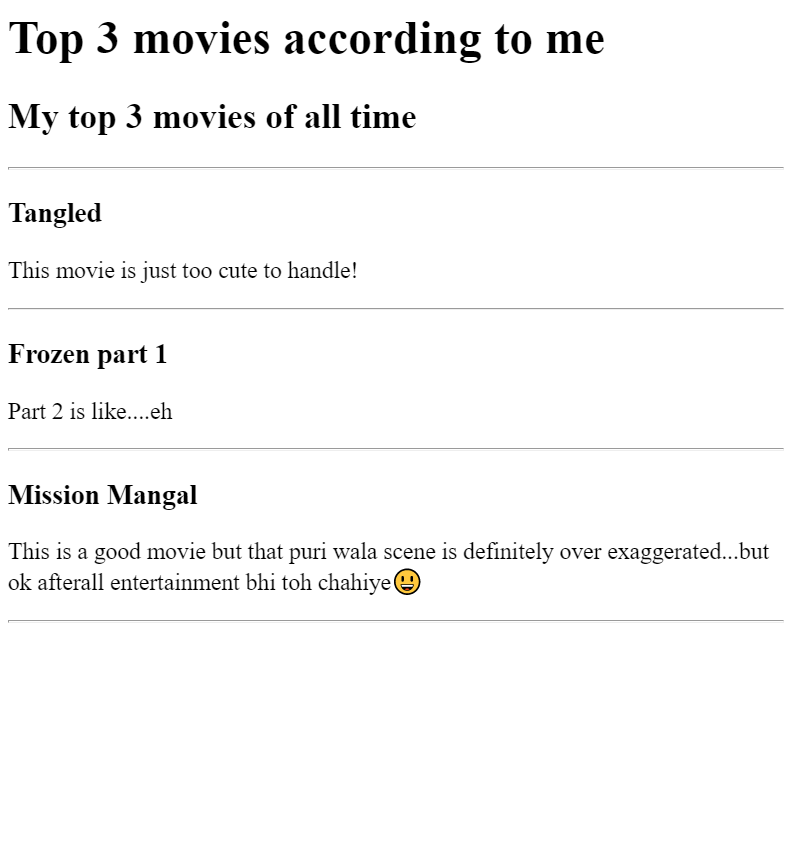 Top 3 movies according to me
My top 3 movies of all time
Tangled
This movie is just too cute to handle!
Frozen part 1
Part 2 is like....eh
Mission Mangal
This is a good movie but that puri wala scene is definitely over exaggerated...but
ok afterall entertainment bhi toh chahiye😃